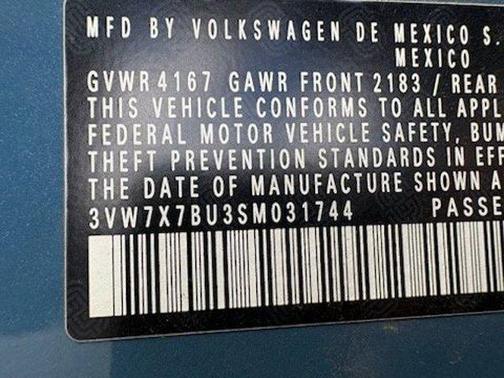 MFD BY VOLKSWAGEN DE MEXICO S.
MEXICO
GVWR 4167 GAWR FRONT 2183 / REAR
THIS VEHICLE CONFORMS TO ALL APPL
FEDERAL MOTOR VEHICLE SAFETY, BUM
THEFT PREVENTION STANDARDS IN EFF
THE DATE OF MANUFACTURE SHOWN A
3VW7X7BU3SM031744 PASSE